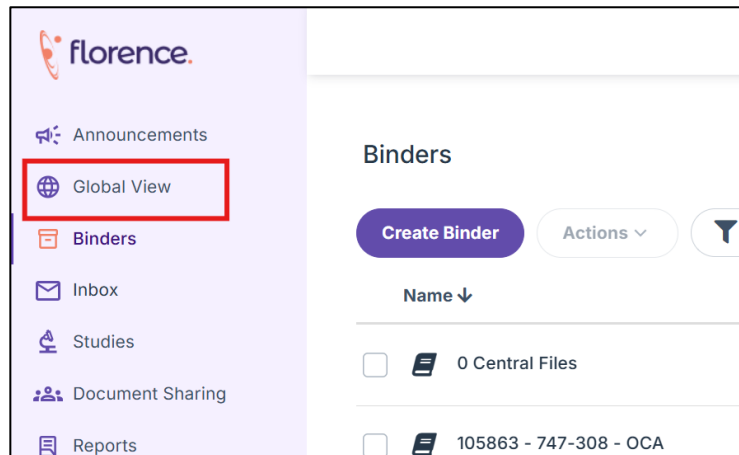 florence.
Announcements
Global View
Binders
Inbox
Studies
Document Sharing
Reports
Binders
Create Binder
Actions
Name
0 Central Files
105863 - 747-308 - OCA